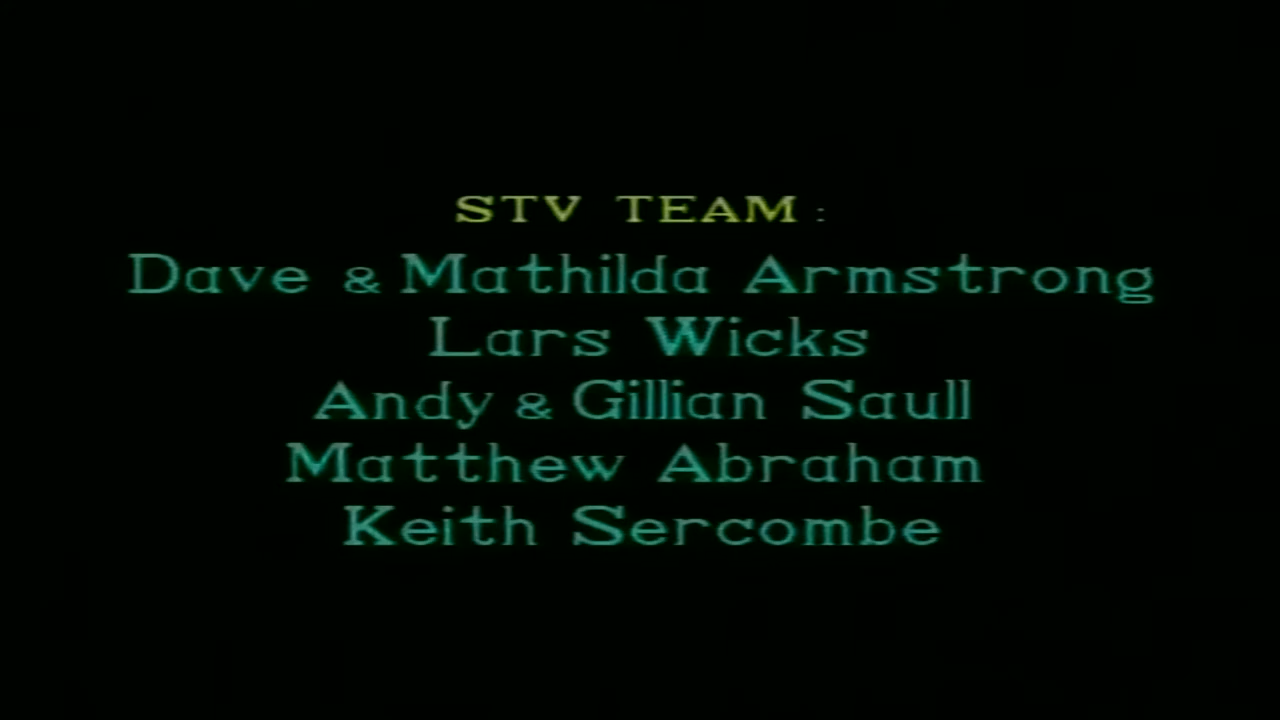 STV TEAM :
Dave & Mathilda Armstrong
Lars Wicks
Andy & Gillian Saull
Matthew Abraham
Keith Sercombe